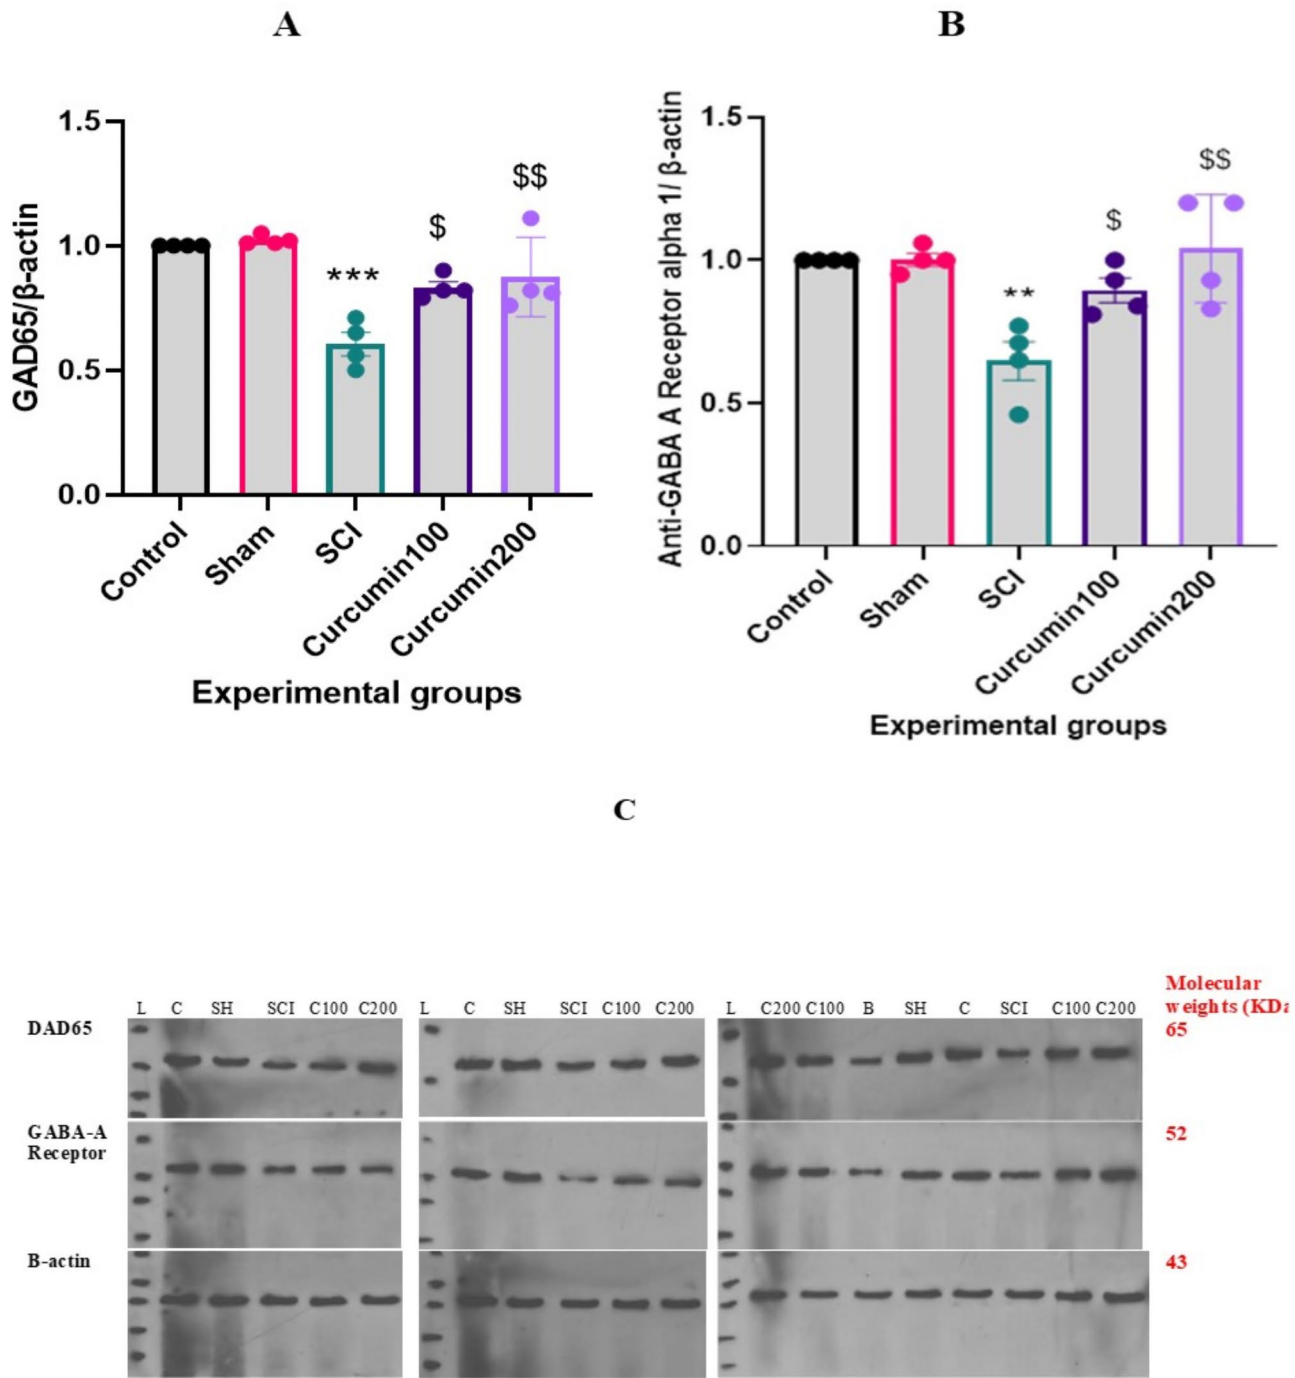 A
B
GAD65/β-actin
1.5
1.0
0.5
0.0
***
$
$$
Control
Sham
SCI
Curcumin100
Curcumin200
Experimental groups
Anti-GABA A Receptor alpha 1/ β-actin
1.5
1.0
0.5
0.0
**
$
$$
Control
Sham
SCI
Curcumin100
Curcumin200
Experimental groups
C
L C SH SCI C100 C200
L C SH SCI C100 C200
L C200 C100 B SH C SCI C100 C200
Molecular
weights (KDa
DAD65
65
GABA-A
Receptor
52
B-actin
43